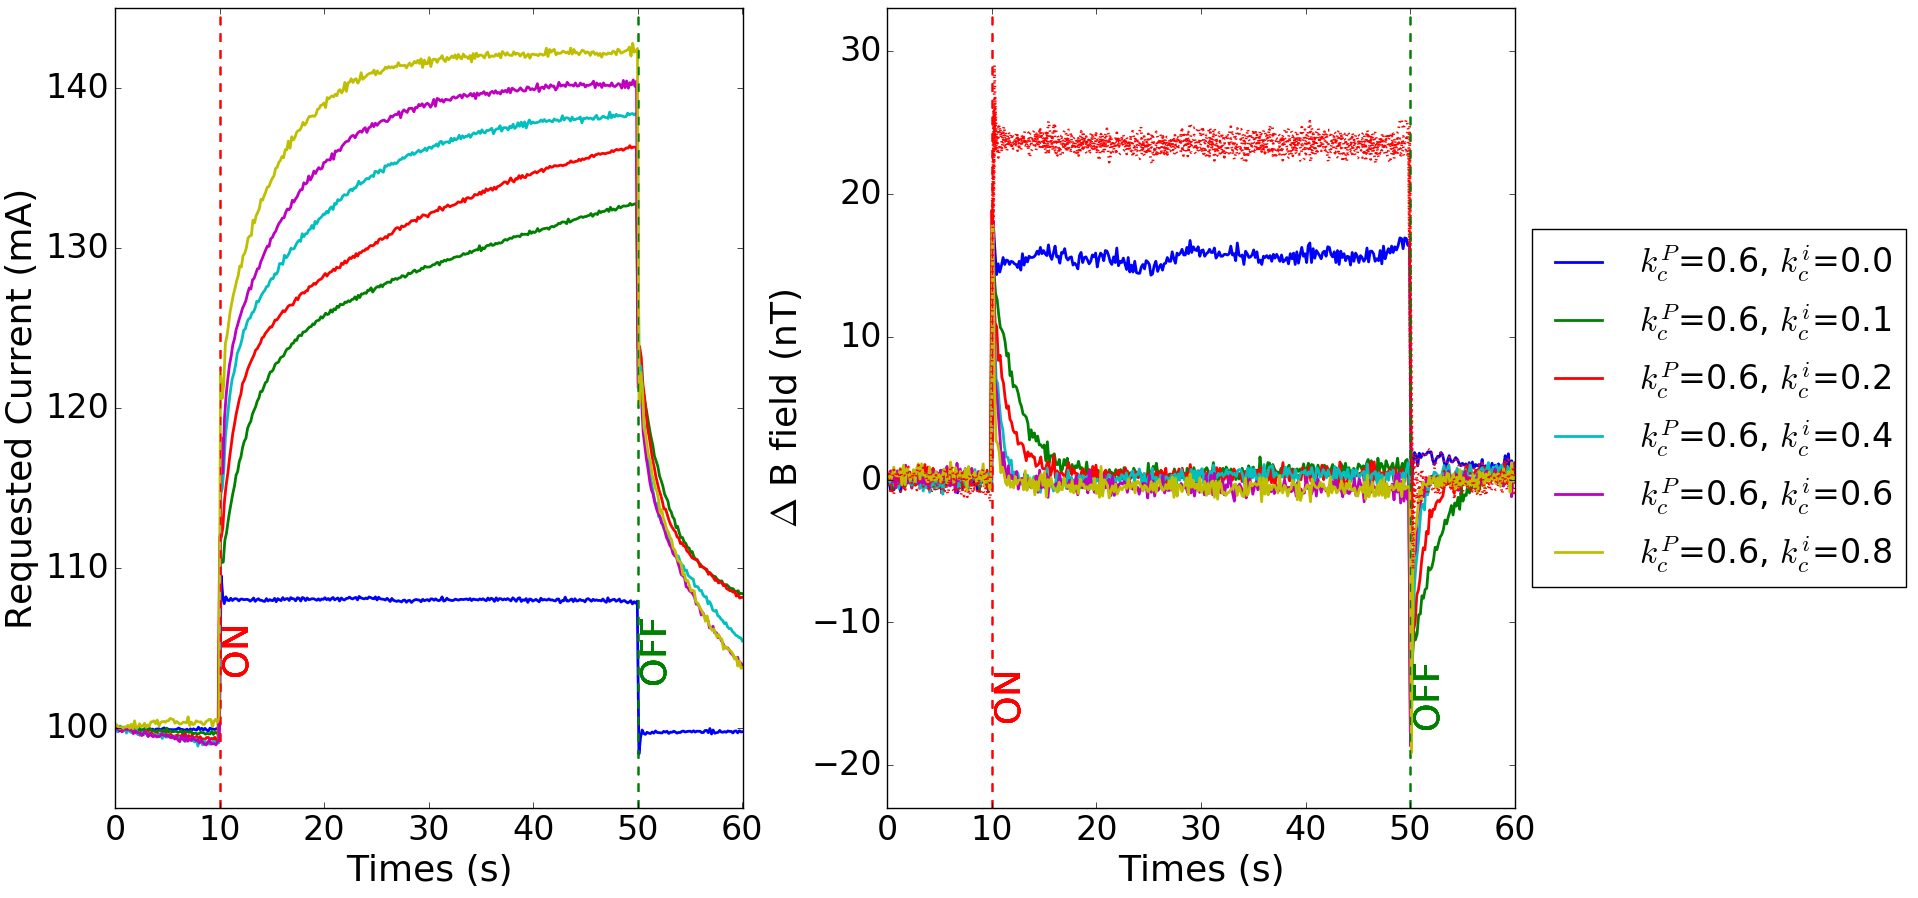 Requested Current (mA)
140
130
120
110
100
ON
OFF
0 10 20 30 40 50 60
Times (s)
Δ B field (nT)
30
20
10
0
−10
−20
ON
OFF
0 10 20 30 40 50 60
Times (s)
k_c^P=0.6, k_c^i=0.0
k_c^P=0.6, k_c^i=0.1
k_c^P=0.6, k_c^i=0.2
k_c^P=0.6, k_c^i=0.4
k_c^P=0.6, k_c^i=0.6
k_c^P=0.6, k_c^i=0.8